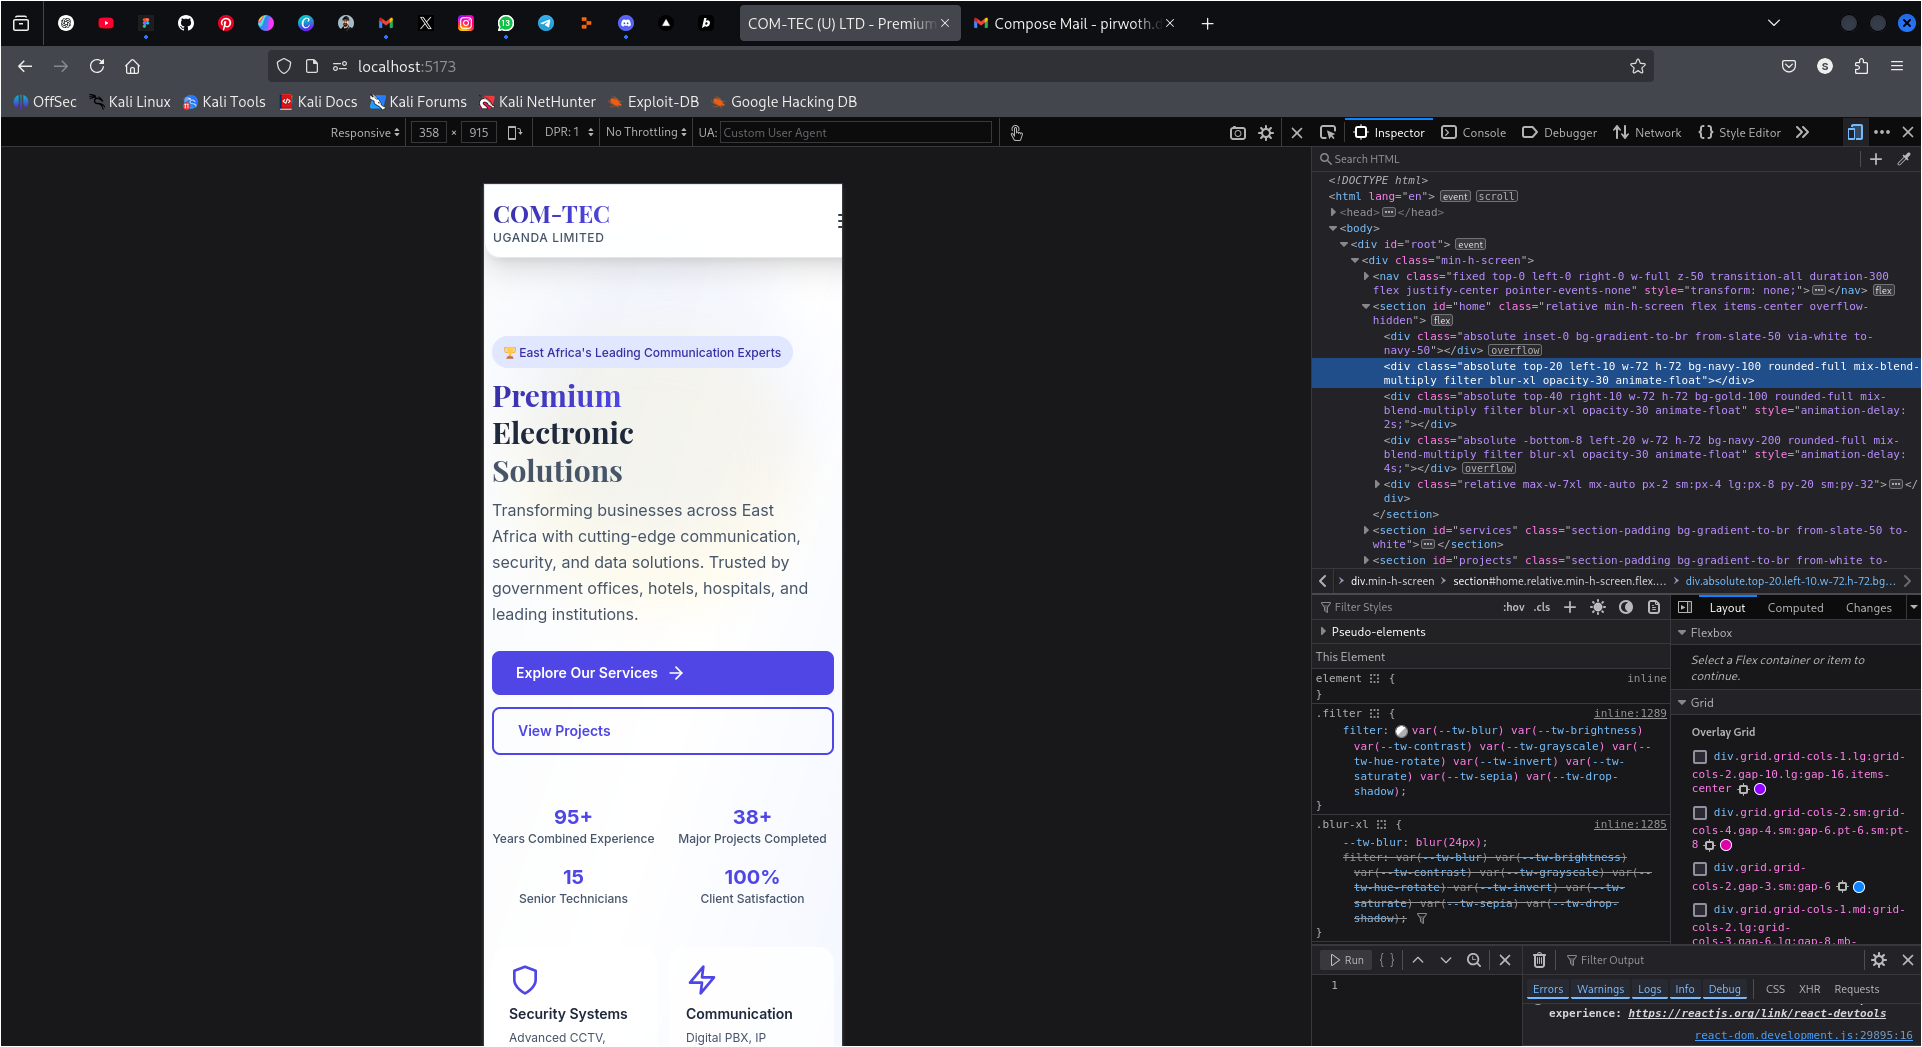 COM-TEC (U) LTD - Premium
Compose Mail - pirwoth.
localhost:5173
OffSec
Kali Linux
Kali Tools
Kali Docs
Kali Forums
Kali NetHunter
Exploit-DB
Google Hacking DB
Responsive
358 × 915
DPR: 1
No Throttling
UA: Custom User Agent
Inspector
Console
Debugger
Network
Style Editor
Search HTML
<!DOCTYPE html>
<html lang="en"> event scroll
<head> </head>
<body>
<div id="root"> event
<div class="min-h-screen">
<nav class="fixed top-0 left-0 right-0 w-full z-50 transition-all duration-300
flex justify-center pointer-events-none" style="transform: none;"> </nav> flex
<section id="home" class="relative min-h-screen flex items-center overflow-
hidden"> flex
<div class="absolute inset-0 bg-gradient-to-br from-slate-50 via-white to-
navy-50"></div> overflow
<div class="absolute top-20 left-10 w-72 h-72 bg-navy-100 rounded-full mix-blend-
multiply filter blur-xl opacity-30 animate-float"></div>
<div class="absolute top-40 right-10 w-72 h-72 bg-gold-100 rounded-full mix-
blend-multiply filter blur-xl opacity-30 animate-float" style="animation-delay:
2s;"></div>
<div class="absolute -bottom-8 left-20 w-72 h-72 bg-navy-200 rounded-full mix-
blend-multiply filter blur-xl opacity-30 animate-float" style="animation-delay:
4s;"></div> overflow
<div class="relative max-w-7xl mx-auto px-2 sm:px-4 lg:px-8 py-20 sm:py-32"> </
div>
</section>
<section id="services" class="section-padding bg-gradient-to-br from-slate-50 to-
white"> </section>
<section id="projects" class="section-padding bg-gradient-to-br from-white to-
div.min-h-screen
section#home.relative.min-h-screen.flex....
div.absolute.top-20.left-10.w-72.h-72.bg...
COM-TEC
UGANDA LIMITED
East Africa's Leading Communication Experts
Premium
Electronic
Solutions
Transforming businesses across East
Africa with cutting-edge communication,
security, and data solutions. Trusted by
government offices, hotels, hospitals, and
leading institutions.
Explore Our Services
View Projects
95+
Years Combined Experience
38+
Major Projects Completed
15
Senior Technicians
100%
Client Satisfaction
Security Systems
Advanced CCTV,
Communication
Digital PBX, IP
Filter Styles
:hov .cls
Pseudo-elements
This Element
element { inline
}
.filter { inline:1289
filter: var(--tw-blur) var(--tw-brightness)
var(--tw-contrast) var(--tw-grayscale) var(--
tw-hue-rotate) var(--tw-invert) var(--tw-
saturate) var(--tw-sepia) var(--tw-drop-
shadow);
}
.blur-xl { inline:1285
--tw-blur: blur(24px);
filter: var(--tw-blur) var(--tw-brightness)
var(--tw-contrast) var(--tw-grayscale) var(--
tw-hue-rotate) var(--tw-invert) var(--tw-
saturate) var(--tw-sepia) var(--tw-drop-
shadow);
}
Layout
Computed
Changes
Flexbox
Select a Flex container or item to
continue.
Grid
Overlay Grid
div.grid.grid-cols-1.lg:grid-
cols-2.gap-10.lg:gap-16.items-
center
div.grid.grid-cols-2.sm:grid-
cols-4.gap-4.sm:gap-6.pt-6.sm:pt-
8
div.grid.grid-
cols-2.gap-3.sm:gap-6
div.grid.grid-cols-1.md:grid-
cols-2.lg:grid-
cols-3.gap-6.lg:gap-8.mb-
Run
{ }
1
Filter Output
Errors
Warnings
Logs
Info
Debug
CSS
XHR
Requests
experience: https://reactjs.org/link/react-devtools
react-dom.development.js:29895:16